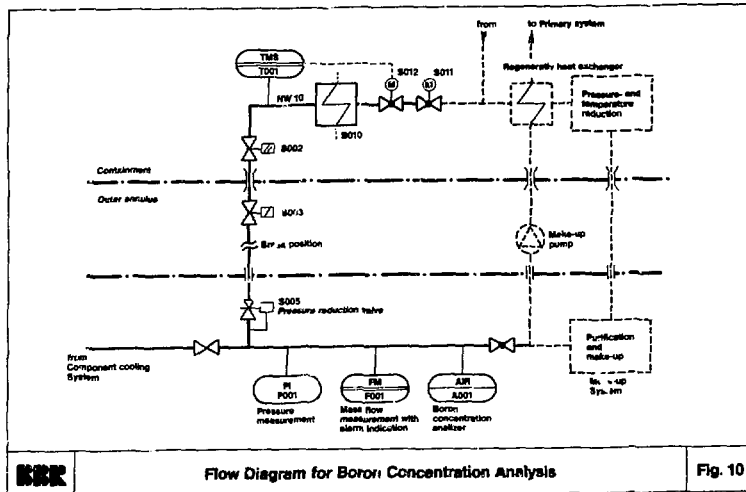 from
to Primary system
TMS
T001
S012
S011
M
Regeneratly heat exchanger
NW 10
Pressure- and
temperature
reduction
S010
S002
Containment
Outer annulus
S003
position
Make-up
pump
S005
Pressure reduction valve
from
Component cooling
System
PI
P001
FM
F001
AIR
A001
Purification
and
make-up
System
Pressure
measurement
Mass flow
measurement with
alarm indication
Boron
concentration
analizer
Flow Diagram for Boron Concentration Analysis
Fig. 10